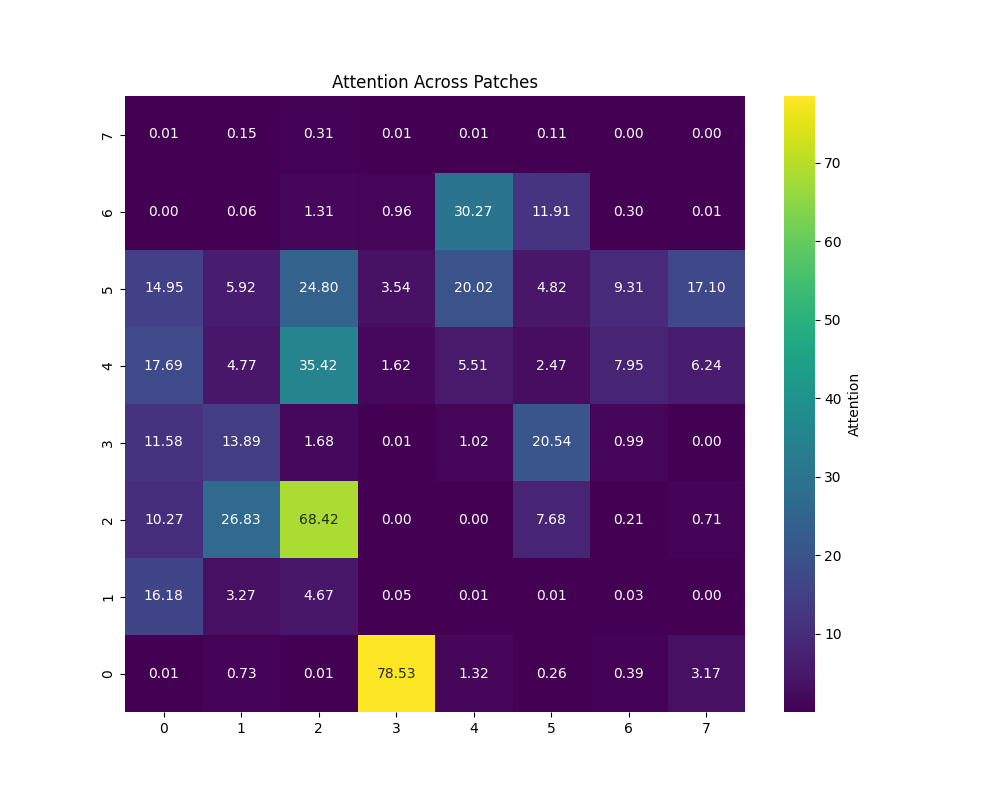 Attention Across Patches
7 0.01 0.15 0.31 0.01 0.01 0.11 0.00 0.00
6 0.00 0.06 1.31 0.96 30.27 11.91 0.30 0.01
5 14.95 5.92 24.80 3.54 20.02 4.82 9.31 17.10
4 17.69 4.77 35.42 1.62 5.51 2.47 7.95 6.24
3 11.58 13.89 1.68 0.01 1.02 20.54 0.99 0.00
2 10.27 26.83 68.42 0.00 0.00 7.68 0.21 0.71
1 16.18 3.27 4.67 0.05 0.01 0.01 0.03 0.00
0 0.01 0.73 0.01 78.53 1.32 0.26 0.39 3.17
0 1 2 3 4 5 6 7
70
60
50
40
30
20
10
Attention